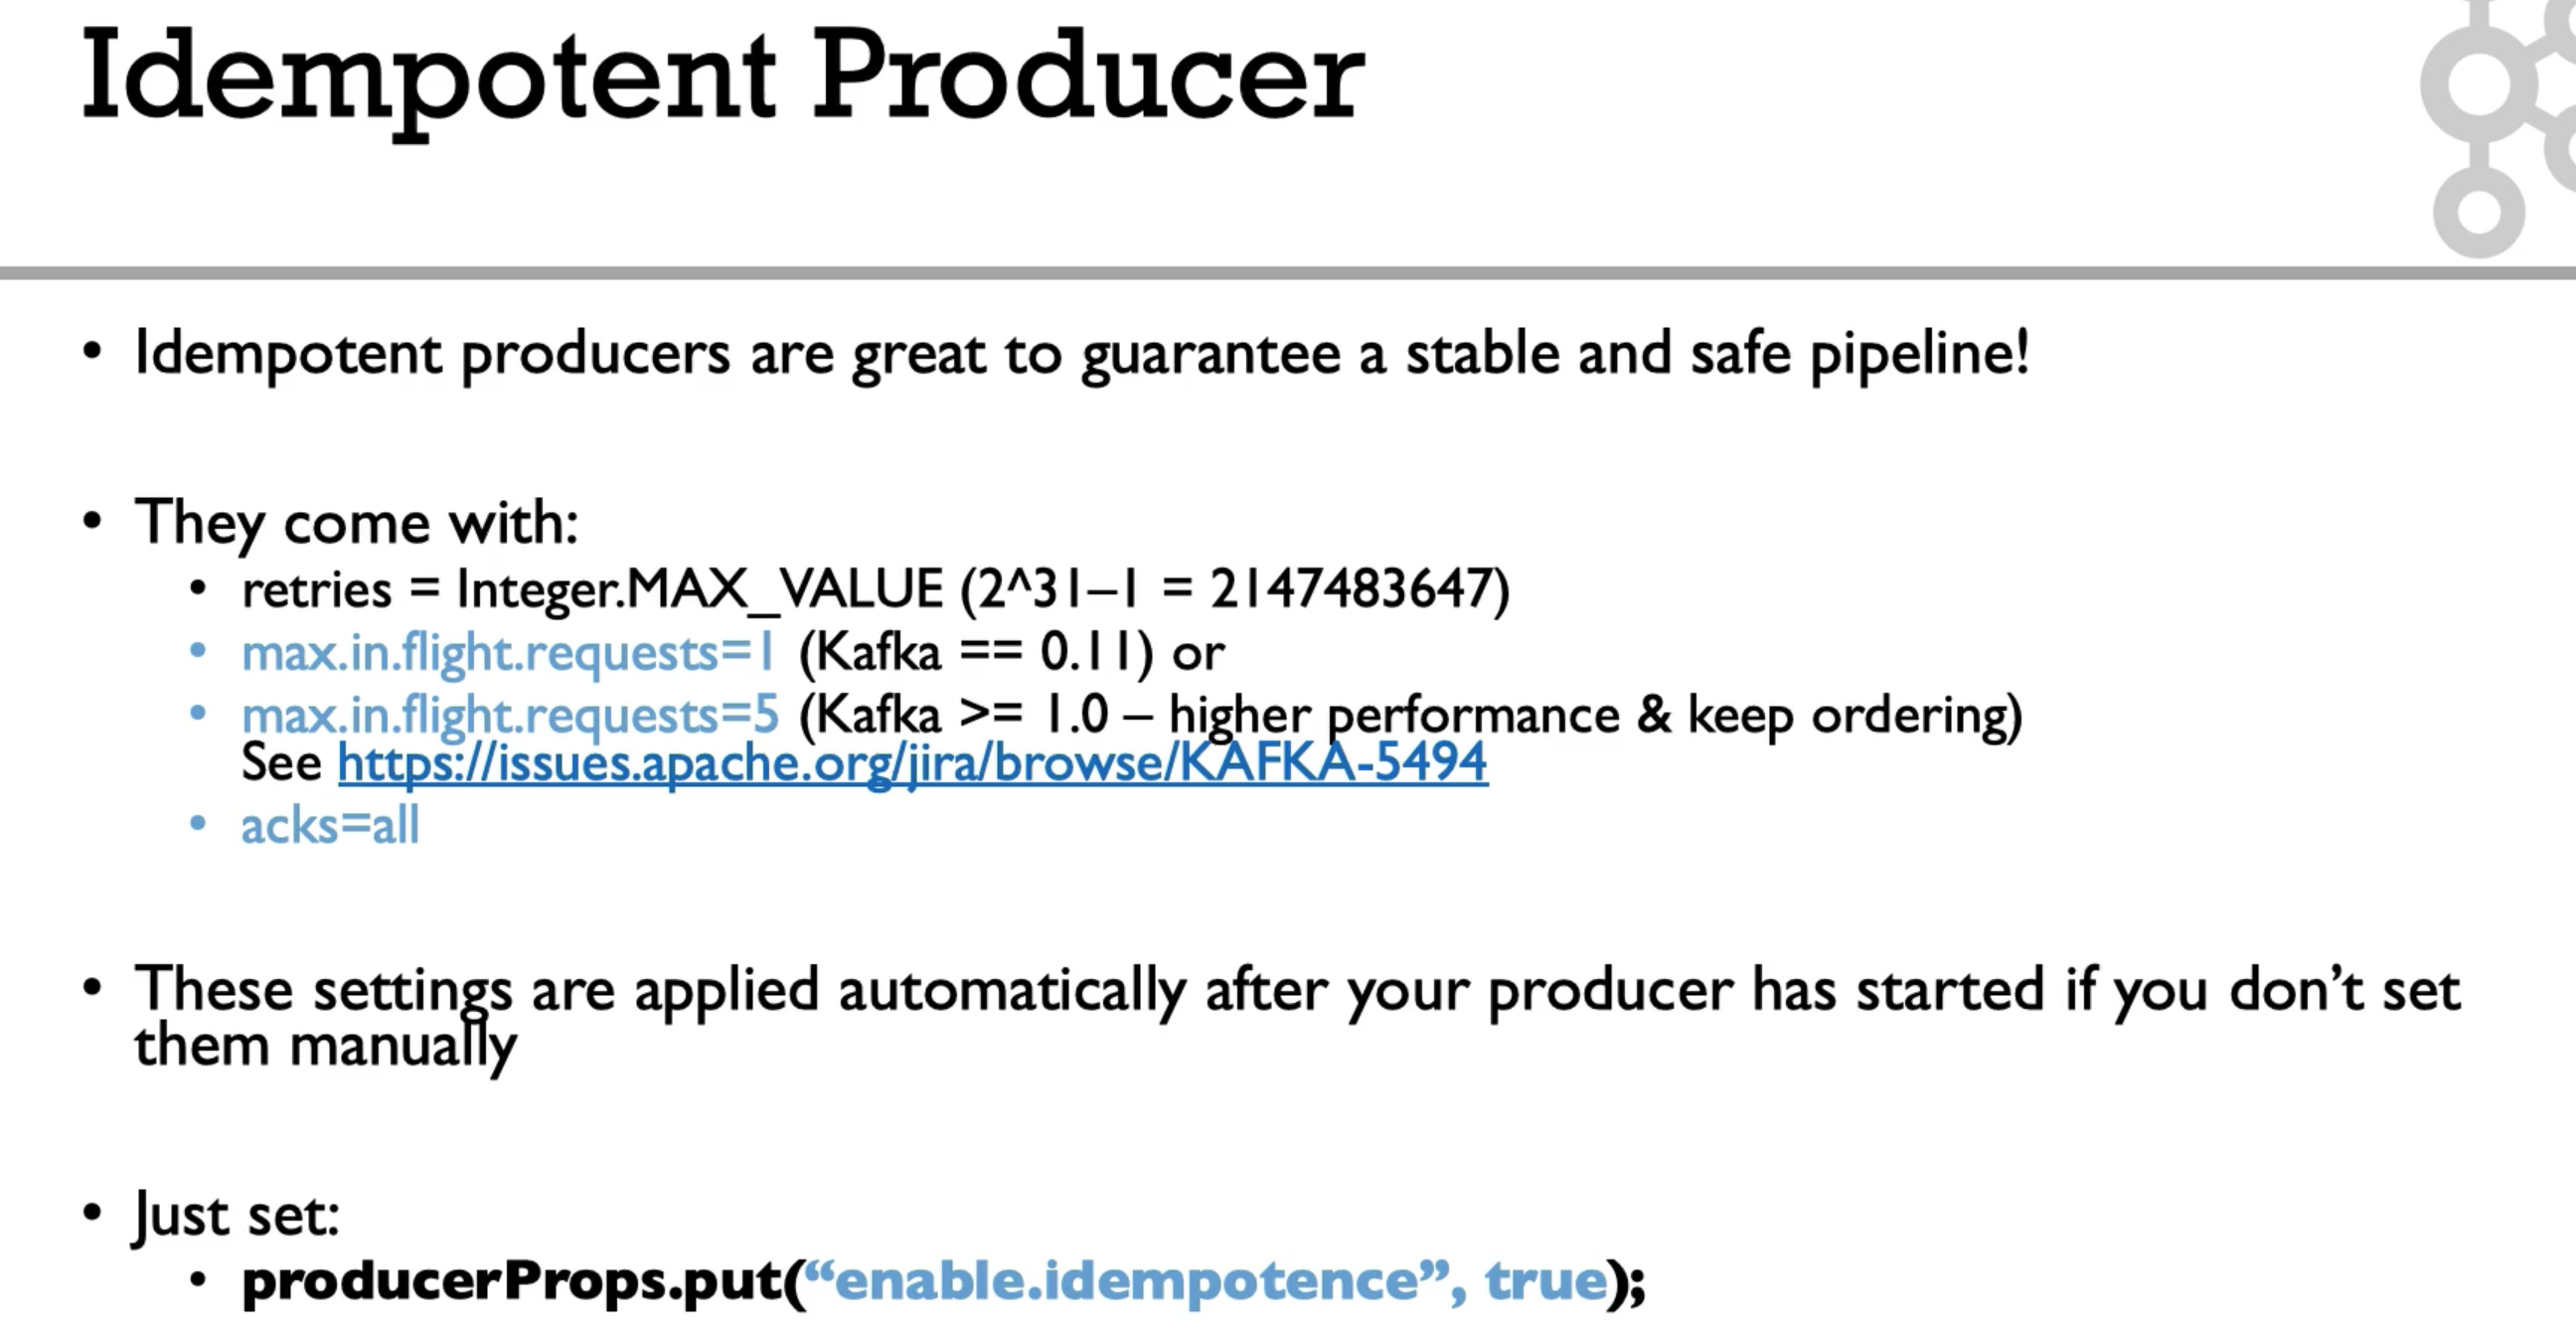 Idempotent Producer
• Idempotent producers are great to guarantee a stable and safe pipeline!
• They come with:
• retries = Integer.MAX_VALUE (2^31–1 = 2147483647)
• max.in.flight.requests=1 (Kafka == 0.11) or
• max.in.flight.requests=5 (Kafka >= 1.0 – higher performance & keep ordering)
See https://issues.apache.org/jira/browse/KAFKA-5494
• acks=all
• These settings are applied automatically after your producer has started if you don’t set
them manually
• Just set:
• producerProps.put(“enable.idempotence”, true);